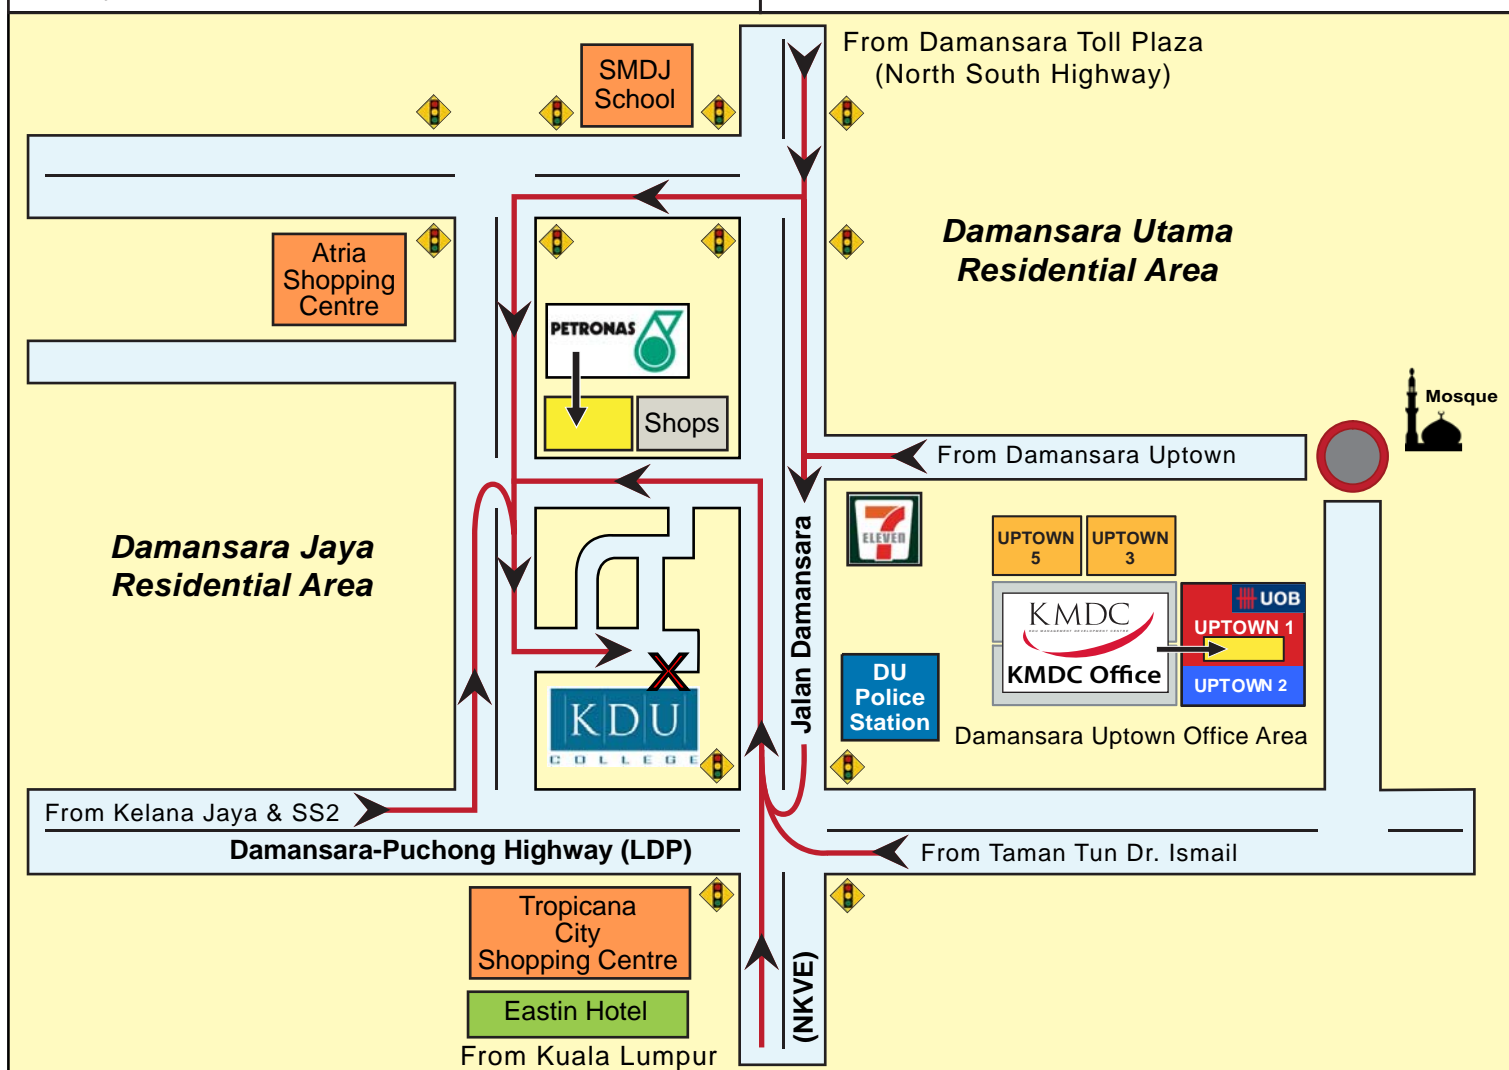 From Damansara Toll Plaza
(North South Highway)
SMDJ
School
Damansara Utama
Residential Area
Atria
Shopping
Centre
PETRONAS
Shops
Mosque
From Damansara Uptown
Damansara Jaya
Residential Area
7
ELEVEN
UPTOWN
5
UPTOWN
3
Jalan Damansara
KMDC
KMDC Office
UOB
UPTOWN 1
UPTOWN 2
DU
Police
Station
Damansara Uptown Office Area
X
KDU
COLLEGE
From Kelana Jaya & SS2
Damansara-Puchong Highway (LDP)
From Taman Tun Dr. Ismail
Tropicana
City
Shopping Centre
Eastin Hotel
From Kuala Lumpur
(NKVE)